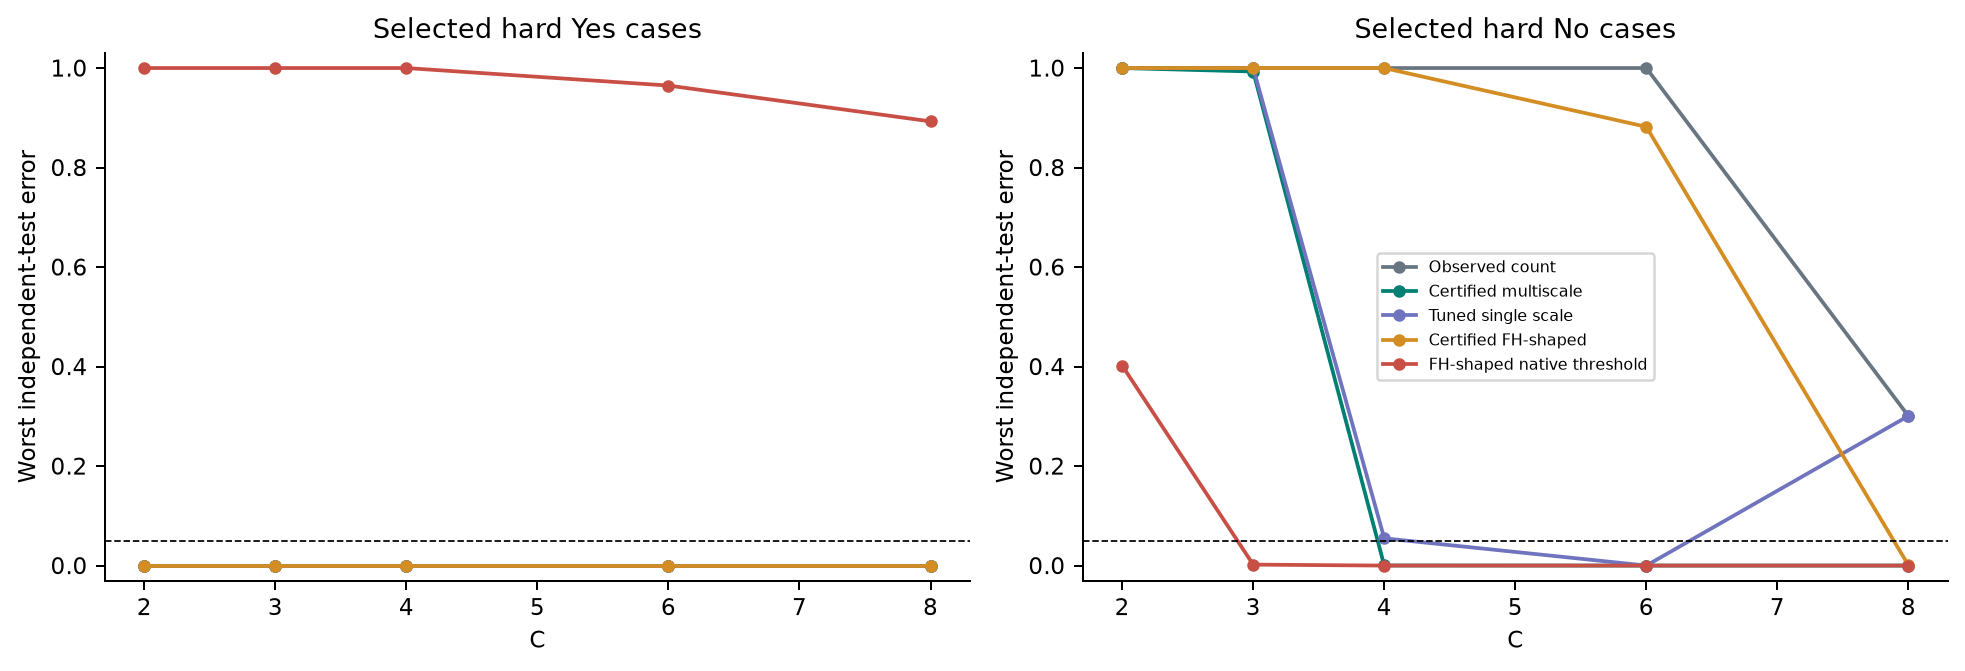 Selected hard Yes cases
Worst independent-test error
1.0
0.8
0.6
0.4
0.2
0.0
2 3 4 5 6 7 8
C
Selected hard No cases
Worst independent-test error
1.0
0.8
0.6
0.4
0.2
0.0
Observed count
Certified multiscale
Tuned single scale
Certified FH-shaped
FH-shaped native threshold
2 3 4 5 6 7 8
C